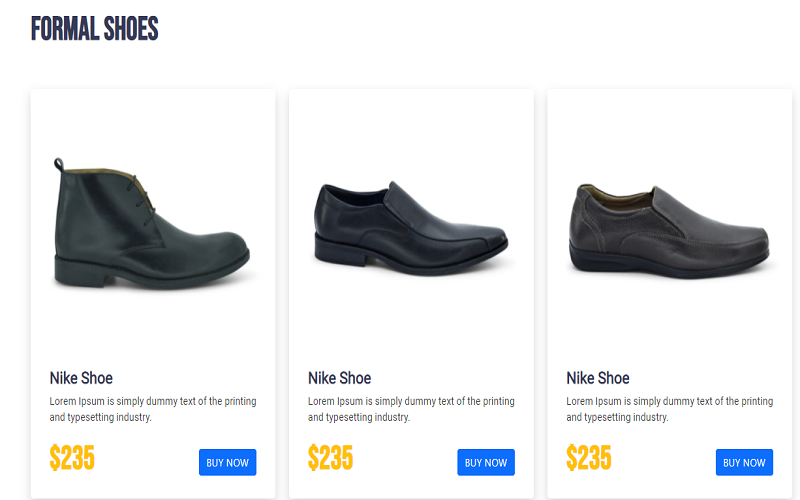 FORMAL SHOES
Nike Shoe
Lorem Ipsum is simply dummy text of the printing
and typesetting industry.
$235
BUY NOW
Nike Shoe
Lorem Ipsum is simply dummy text of the printing
and typesetting industry.
$235
BUY NOW
Nike Shoe
Lorem Ipsum is simply dummy text of the printing
and typesetting industry.
$235
BUY NOW